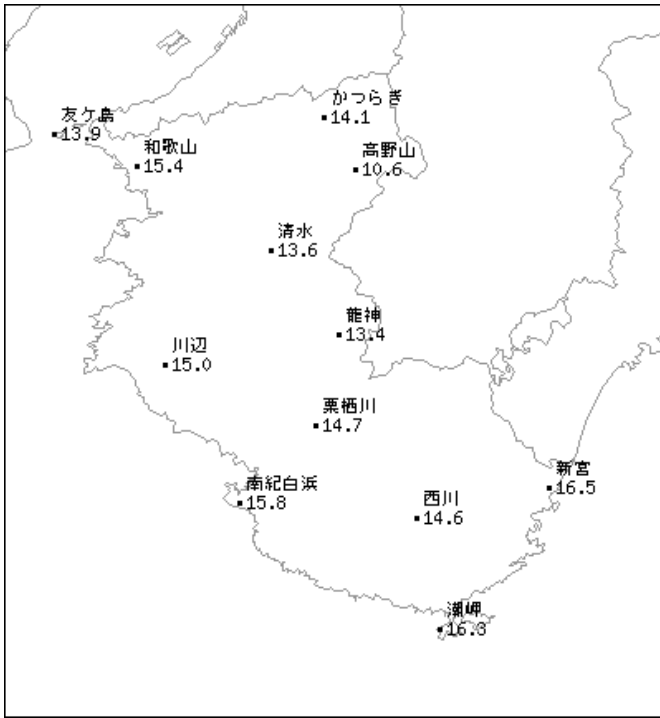 かつらぎ
14.1
友ケ島
13.9
和歌山
15.4
高野山
10.6
清水
13.6
龍神
13.4
川辺
15.0
栗栖川
14.7
新宮
16.5
南紀白浜
15.8
西川
14.6
潮岬
16.3